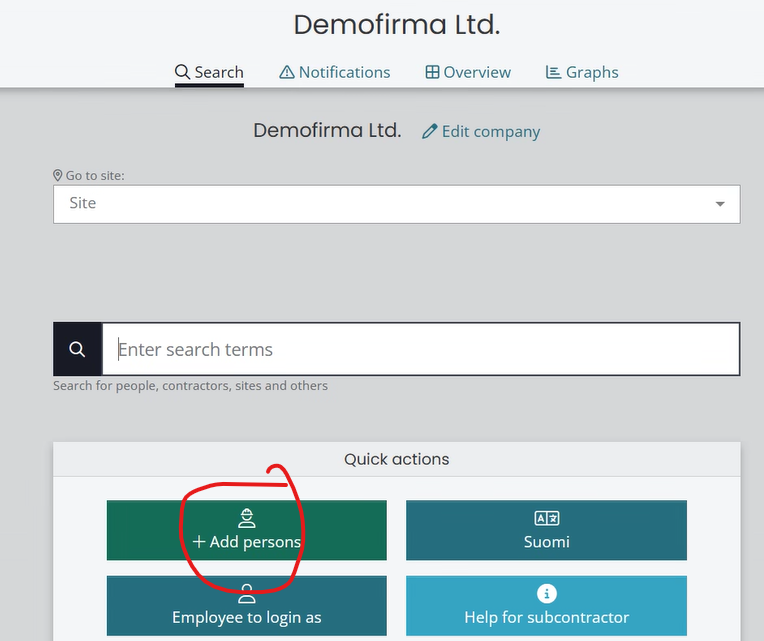 Demofirma Ltd.
Search Notifications Overview Graphs
Demofirma Ltd. Edit company
Go to site:
Site
Enter search terms
Search for people, contractors, sites and others
Quick actions
+ Add persons
Suomi
Employee to login as
Help for subcontractor